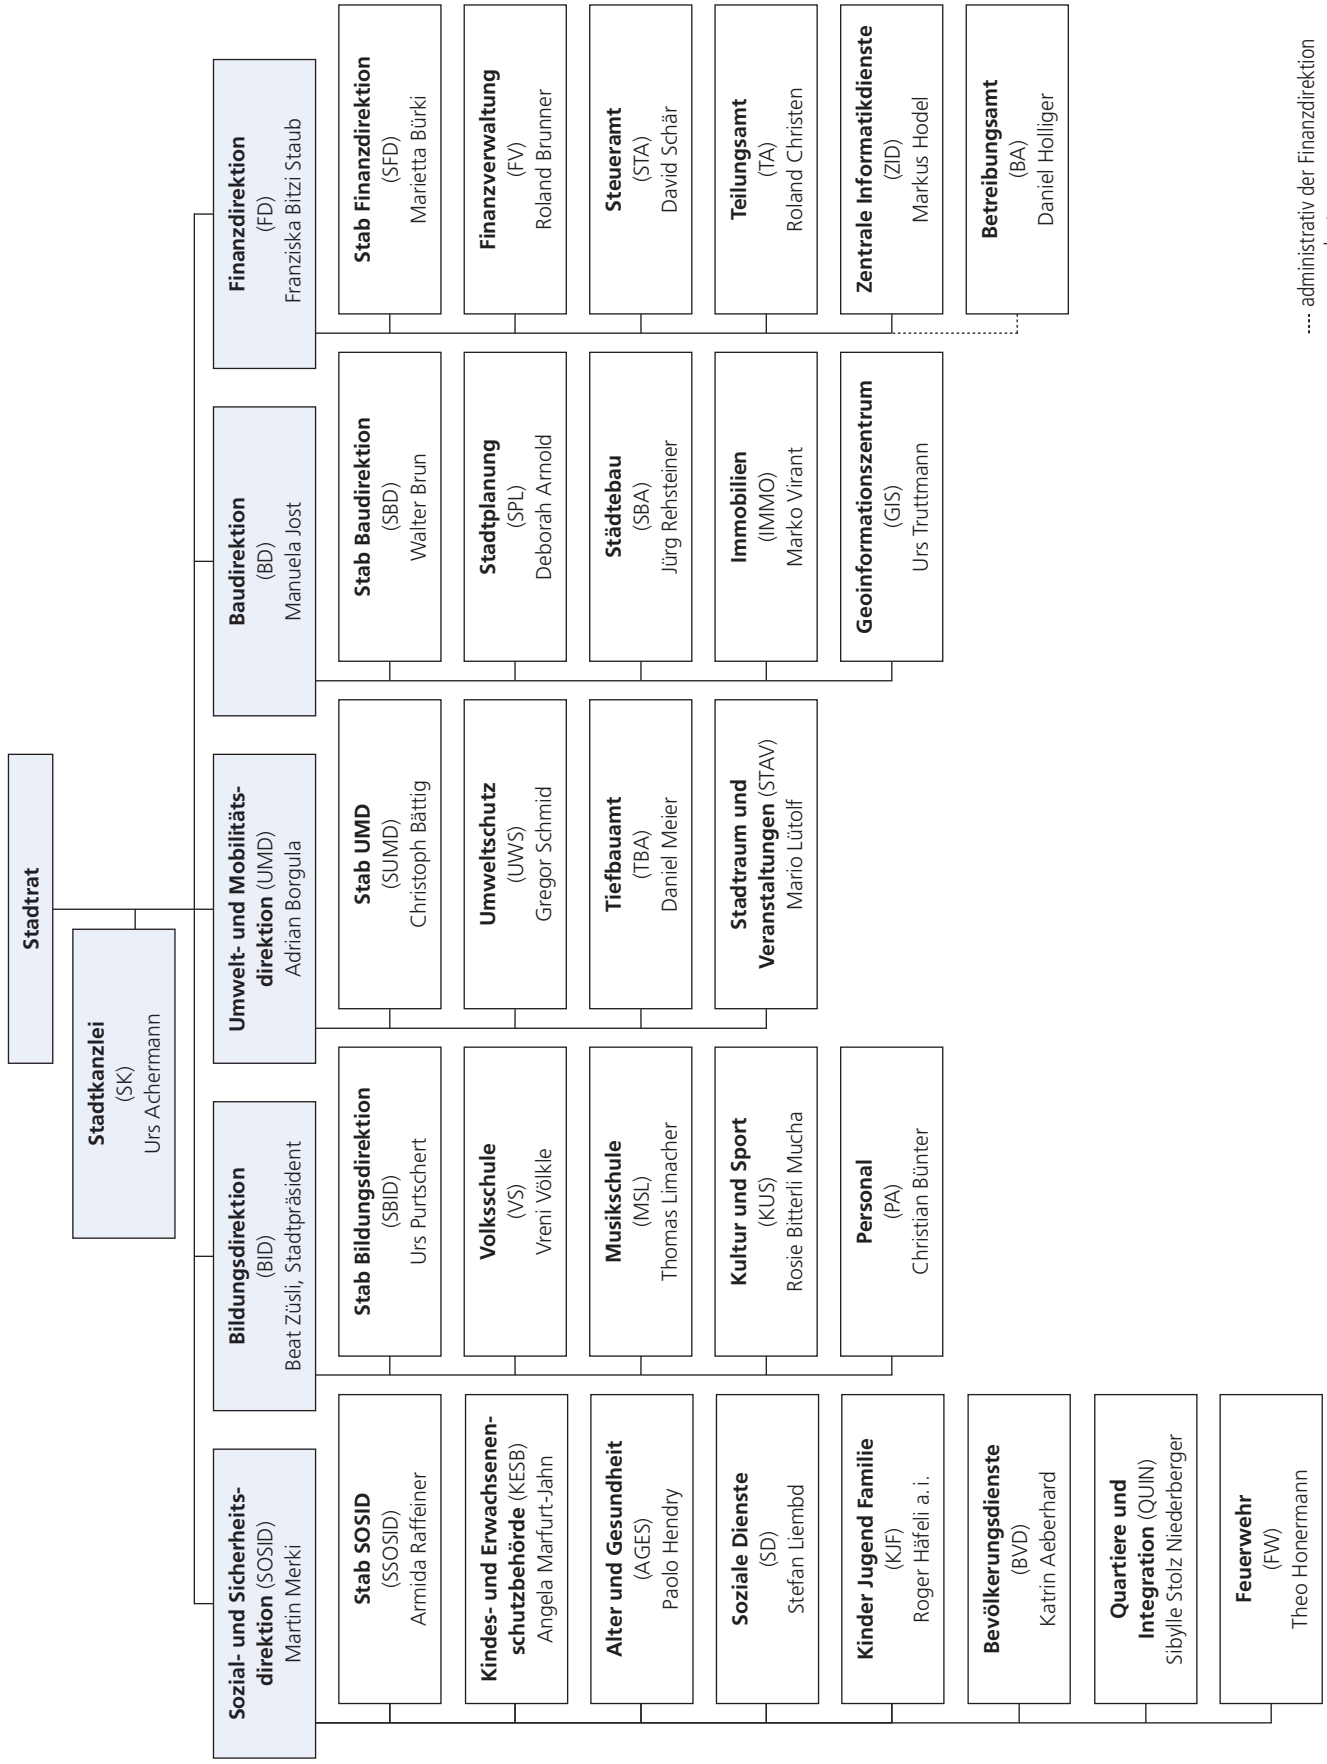 Stadtrat
Stadtkanzlei
(SK)
Urs Achermann
Sozial- und Sicherheits-
direktion (SOSID)
Martin Merki
Stab SOSID
(SSOSID)
Armida Raffeiner
Kindes- und Erwachsenen-
schutzbehörde (KESB)
Angela Marfurt-Jahn
Alter und Gesundheit
(AGES)
Paolo Hendry
Soziale Dienste
(SD)
Stefan Liembd
Kinder Jugend Familie
(KJF)
Roger Häfeli a. i.
Bevölkerungsdienste
(BVD)
Katrin Aeberhard
Quartiere und
Integration (QUIN)
Sibylle Stolz Niederberger
Feuerwehr
(FW)
Theo Honermann
Bildungsdirektion
(BID)
Beat Züsli, Stadtpräsident
Stab Bildungsdirektion
(SBID)
Urs Purtschert
Volksschule
(VS)
Vreni Völkle
Musikschule
(MSL)
Thomas Limacher
Kultur und Sport
(KUS)
Rosie Bitterli Mucha
Personal
(PA)
Christian Bünter
Umwelt- und Mobilitäts-
direktion (UMD)
Adrian Borgula
Stab UMD
(SUMD)
Christoph Bättig
Umweltschutz
(UWS)
Gregor Schmid
Tiefbauamt
(TBA)
Daniel Meier
Stadtraum und
Veranstaltungen (STAV)
Mario Lütolf
Baudirektion
(BD)
Manuela Jost
Stab Baudirektion
(SBD)
Walter Brun
Stadtplanung
(SPL)
Deborah Arnold
Städtebau
(SBA)
Jürg Rehsteiner
Immobilien
(IMMO)
Marko Virant
Geoinformationszentrum
(GIS)
Urs Truttmann
Finanzdirektion
(FD)
Franziska Bitzi Staub
Stab Finanzdirektion
(SFD)
Marietta Bürki
Finanzverwaltung
(FV)
Roland Brunner
Steueramt
(STA)
David Schär
Teilungsamt
(TA)
Roland Christen
Zentrale Informatikdienste
(ZID)
Markus Hodel
Betreibungsamt
(BA)
Daniel Holliger
---- administrativ der Finanzdirektion